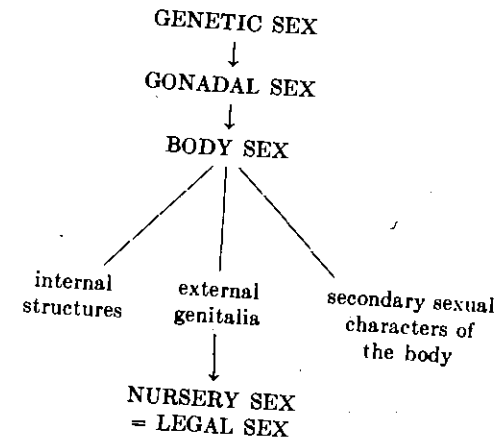 GENETIC SEX
GONADAL SEX
BODY SEX
internal
structures
external
genitalia
secondary sexual
characters of
the body
NURSERY SEX
= LEGAL SEX